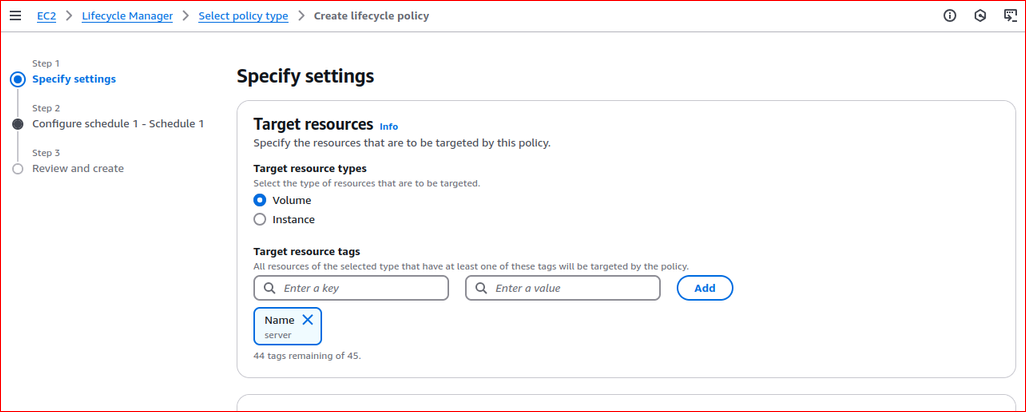 EC2 > Lifecycle Manager > Select policy type > Create lifecycle policy
Step 1
Specify settings
Step 2
Configure schedule 1 - Schedule 1
Step 3
Review and create
Specify settings
Target resources Info
Specify the resources that are to be targeted by this policy.
Target resource types
Select the type of resources that are to be targeted.
Volume
Instance
Target resource tags
All resources of the selected type that have at least one of these tags will be targeted by the policy.
Enter a key Enter a value Add
Name
server
44 tags remaining of 45.